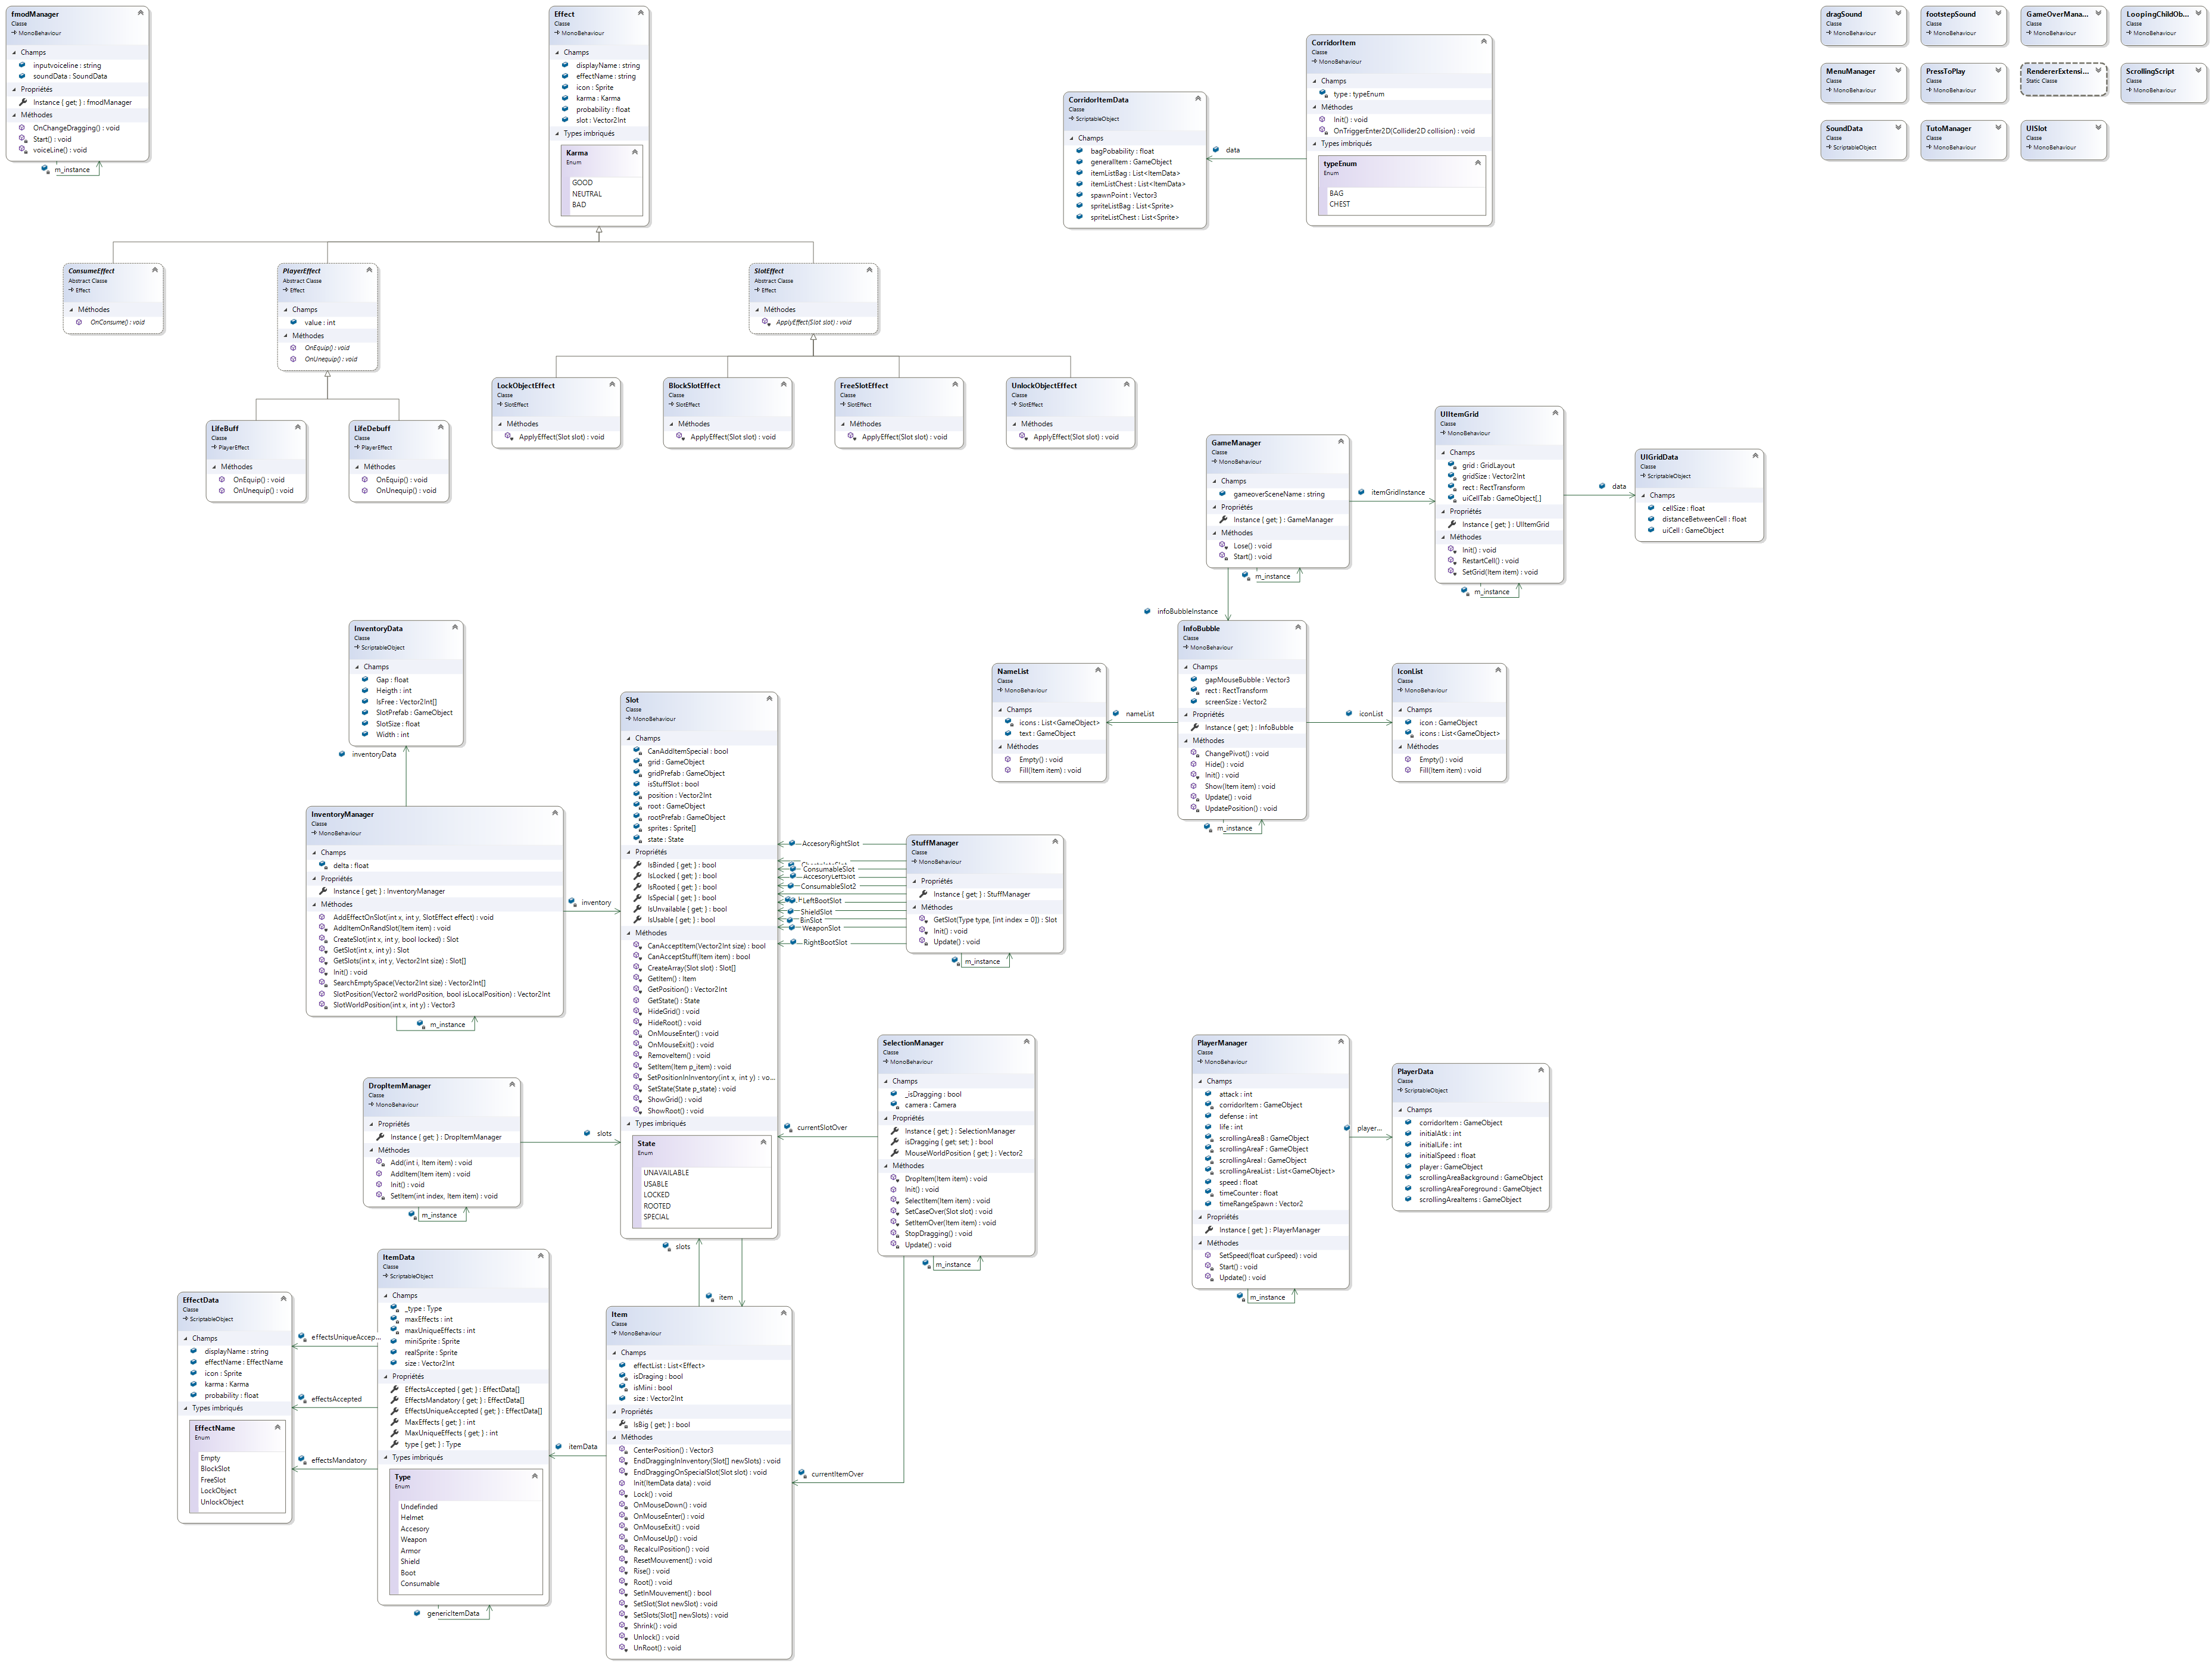 fmodManager
Classe
MonoBehaviour
Champs
inputvoiceline : string
soundData : SoundData
Propriétés
Instance { get; } : fmodManager
Méthodes
OnChangeDragging() : void
Start() : void
voiceLine() : void
m_instance
Effect
Classe
MonoBehaviour
Champs
displayName : string
effectName : string
icon : Sprite
karma : Karma
probability : float
slot : Vector2Int
Types imbriqués
Karma
Enum
GOOD
NEUTRAL
BAD
CorridorItemData
Classe
ScriptableObject
Champs
bagPobability : float
generalItem : GameObject
itemListBag : List<ItemData>
itemListChest : List<ItemData>
spawnPoint : Vector3
spriteListBag : List<Sprite>
spriteListChest : List<Sprite>
data
CorridorItem
Classe
MonoBehaviour
Champs
type : typeEnum
Méthodes
Init() : void
OnTriggerEnter2D(Collider2D collision) : void
Types imbriqués
typeEnum
Enum
BAG
CHEST
dragSound
Classe
MonoBehaviour
footstepSound
Classe
MonoBehaviour
GameOverMana...
Classe
MonoBehaviour
LoopingChildOb...
Classe
MonoBehaviour
MenuManager
Classe
MonoBehaviour
PressToPlay
Classe
MonoBehaviour
RendererExtensi...
Static Classe
ScrollingScript
Classe
MonoBehaviour
SoundData
Classe
ScriptableObject
TutoManager
Classe
MonoBehaviour
UISlot
Classe
MonoBehaviour
ConsumeEffect
Abstract Classe
Effect
Méthodes
OnConsume() : void
PlayerEffect
Abstract Classe
Effect
Champs
value : int
Méthodes
OnEquip() : void
OnUnequip() : void
SlotEffect
Abstract Classe
Effect
Méthodes
ApplyEffect(Slot slot) : void
LifeBuff
Classe
PlayerEffect
Méthodes
OnEquip() : void
OnUnequip() : void
LifeDebuff
Classe
PlayerEffect
Méthodes
OnEquip() : void
OnUnequip() : void
LockObjectEffect
Classe
SlotEffect
Méthodes
ApplyEffect(Slot slot) : void
BlockSlotEffect
Classe
SlotEffect
Méthodes
ApplyEffect(Slot slot) : void
FreeSlotEffect
Classe
SlotEffect
Méthodes
ApplyEffect(Slot slot) : void
UnlockObjectEffect
Classe
SlotEffect
Méthodes
ApplyEffect(Slot slot) : void
GameManager
Classe
MonoBehaviour
Champs
gameoverSceneName : string
Propriétés
Instance { get; } : GameManager
Méthodes
Lose() : void
Start() : void
m_instance
itemGridInstance
infoBubbleInstance
UIItemGrid
Classe
MonoBehaviour
Champs
grid : GridLayout
gridSize : Vector2Int
rect : RectTransform
uiCellTab : GameObject[,]
Propriétés
Instance { get; } : UIItemGrid
Méthodes
Init() : void
RestartCell() : void
SetGrid(Item item) : void
m_instance
data
UIGridData
Classe
ScriptableObject
Champs
cellSize : float
distanceBetweenCell : float
uiCell : GameObject
InfoBubble
Classe
MonoBehaviour
Champs
gapMouseBubble : Vector3
rect : RectTransform
screenSize : Vector2
Propriétés
Instance { get; } : InfoBubble
Méthodes
ChangePivot() : void
Hide() : void
Init() : void
Show(Item item) : void
Update() : void
UpdatePosition() : void
m_instance
nameList
NameList
Classe
MonoBehaviour
Champs
icons : List<GameObject>
text : GameObject
Méthodes
Empty() : void
Fill(Item item) : void
iconList
IconList
Classe
MonoBehaviour
Champs
icon : GameObject
icons : List<GameObject>
Méthodes
Empty() : void
Fill(Item item) : void
InventoryData
Classe
ScriptableObject
Champs
Gap : float
Heigth : int
IsFree : Vector2Int[]
SlotPrefab : GameObject
SlotSize : float
Width : int
inventoryData
InventoryManager
Classe
MonoBehaviour
Champs
delta : float
Propriétés
Instance { get; } : InventoryManager
Méthodes
AddEffectOnSlot(int x, int y, SlotEffect effect) : void
AddItemOnRandSlot(Item item) : void
CreateSlot(int x, int y, bool locked) : Slot
GetSlot(int x, int y) : Slot
GetSlots(int x, int y, Vector2Int size) : Slot[]
Init() : void
SearchEmptySpace(Vector2Int size) : Vector2Int[]
SlotPosition(Vector2 worldPosition, bool isLocalPosition) : Vector2Int
SlotWorldPosition(int x, int y) : Vector3
m_instance
inventory
Slot
Classe
MonoBehaviour
Champs
CanAddItemSpecial : bool
grid : GameObject
gridPrefab : GameObject
isStuffSlot : bool
position : Vector2Int
root : GameObject
rootPrefab : GameObject
sprites : Sprite[]
state : State
Propriétés
IsBinded { get; } : bool
IsLocked { get; } : bool
IsRooted { get; } : bool
IsSpecial { get; } : bool
IsUnvailable { get; } : bool
IsUsable { get; } : bool
Méthodes
CanAcceptItem(Vector2Int size) : bool
CanAcceptStuff(Item item) : bool
CreateArray(Slot slot) : Slot[]
GetItem() : Item
GetPosition() : Vector2Int
GetState() : State
HideGrid() : void
HideRoot() : void
OnMouseEnter() : void
OnMouseExit() : void
RemoveItem() : void
SetItem(Item p_item) : void
SetPositionInInventory(int x, int y) : vo...
SetState(State p_state) : void
ShowGrid() : void
ShowRoot() : void
Types imbriqués
State
Enum
UNAVAILABLE
USABLE
LOCKED
ROOTED
SPECIAL
AccesoryRightSlot
ConsumableSlot
AccesoryLeftSlot
ConsumableSlot2
LeftBootSlot
ShieldSlot
BinSlot
WeaponSlot
RightBootSlot
StuffManager
Classe
MonoBehaviour
Propriétés
Instance { get; } : StuffManager
Méthodes
GetSlot(Type type, [int index = 0]) : Slot
Init() : void
Update() : void
m_instance
DropItemManager
Classe
MonoBehaviour
Propriétés
Instance { get; } : DropItemManager
Méthodes
Add(int i, Item item) : void
AddItem(Item item) : void
Init() : void
SetItem(int index, Item item) : void
m_instance
slots
SelectionManager
Classe
MonoBehaviour
Champs
_isDragging : bool
camera : Camera
Propriétés
Instance { get; } : SelectionManager
isDragging { get; set; } : bool
MouseWorldPosition { get; } : Vector2
Méthodes
DropItem(Item item) : void
Init() : void
SelectItem(Item item) : void
SetCaseOver(Slot slot) : void
SetItemOver(Item item) : void
StopDragging() : void
Update() : void
m_instance
currentSlotOver
currentItemOver
PlayerManager
Classe
MonoBehaviour
Champs
attack : int
corridorItem : GameObject
defense : int
life : int
scrollingAreaB : GameObject
scrollingAreaF : GameObject
scrollingAreaI : GameObject
scrollingAreaList : List<GameObject>
speed : float
timeCounter : float
timeRangeSpawn : Vector2
Propriétés
Instance { get; } : PlayerManager
Méthodes
SetSpeed(float curSpeed) : void
Start() : void
Update() : void
m_instance
player...
PlayerData
Classe
ScriptableObject
Champs
corridorItem : GameObject
initialAtk : int
initialLife : int
initialSpeed : float
player : GameObject
scrollingAreaBackground : GameObject
scrollingAreaForeground : GameObject
scrollingAreaItems : GameObject
slots
item
EffectData
Classe
ScriptableObject
Champs
displayName : string
effectName : EffectName
icon : Sprite
karma : Karma
probability : float
Types imbriqués
EffectName
Enum
Empty
BlockSlot
FreeSlot
LockObject
UnlockObject
effectsUniqueAccep...
effectsAccepted
effectsMandatory
ItemData
Classe
ScriptableObject
Champs
_type : Type
maxEffects : int
maxUniqueEffects : int
miniSprite : Sprite
realSprite : Sprite
size : Vector2Int
Propriétés
EffectsAccepted { get; } : EffectData[]
EffectsMandatory { get; } : EffectData[]
EffectsUniqueAccepted { get; } : EffectData[]
MaxEffects { get; } : int
MaxUniqueEffects { get; } : int
type { get; } : Type
Types imbriqués
Type
Enum
Undefinded
Helmet
Accesory
Weapon
Armor
Shield
Boot
Consumable
genericItemData
itemData
Item
Classe
MonoBehaviour
Champs
effectList : List<Effect>
isDraging : bool
isMini : bool
size : Vector2Int
Propriétés
IsBig { get; } : bool
Méthodes
CenterPosition() : Vector3
EndDraggingInInventory(Slot[] newSlots) : void
EndDraggingOnSpecialSlot(Slot slot) : void
Init(ItemData data) : void
Lock() : void
OnMouseDown() : void
OnMouseEnter() : void
OnMouseExit() : void
OnMouseUp() : void
RecalculPosition() : void
ResetMouvement() : void
Rise() : void
Root() : void
SetInMouvement() : bool
SetSlot(Slot newSlot) : void
SetSlots(Slot[] newSlots) : void
Shrink() : void
Unlock() : void
UnRoot() : void